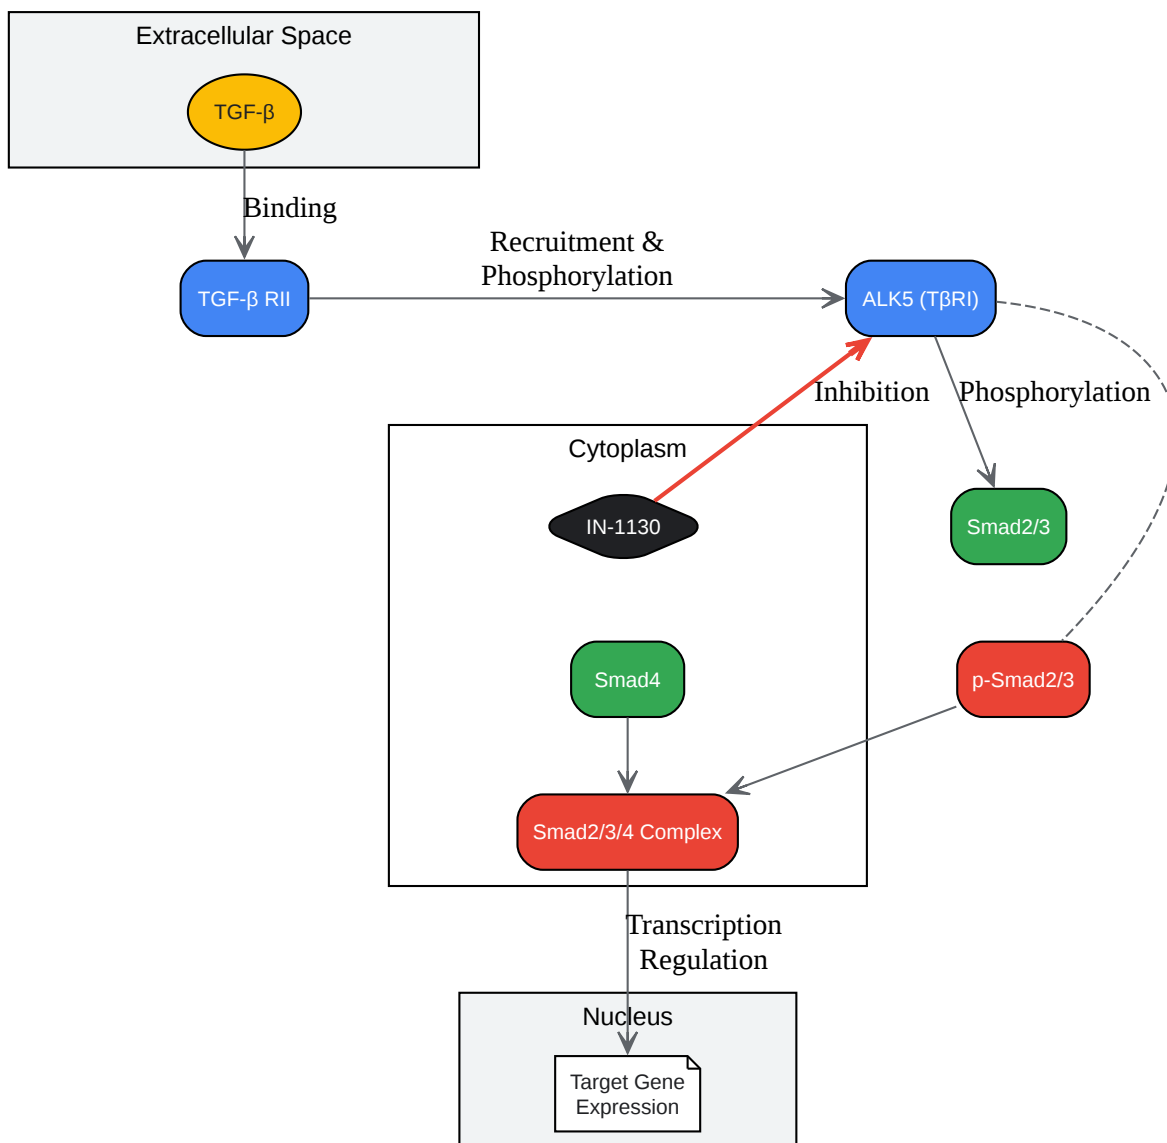 Extracellular Space
TGF-β
Binding
Recruitment &
Phosphorylation
TGF-β RII
ALK5 (TβRI)
Inhibition
Phosphorylation
Cytoplasm
IN-1130
Smad2/3
Smad4
p-Smad2/3
Smad2/3/4 Complex
Transcription
Regulation
Nucleus
Target Gene
Expression